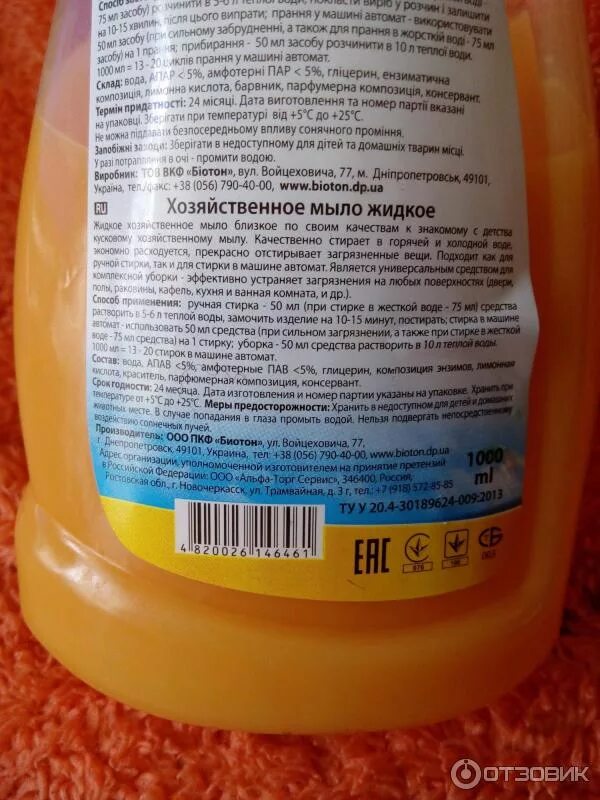 Спосіб
75 мл засобу) розчинити в 5-6 л теплої води, покласти виріб у розчин і залишити
на 10-15 хвилин, після цього випрати; прання у машині автомат - використовувати
50 мл засобу (при сильному забрудненні, а також для прання в жорсткій воді - 75 мл
засобу) на 1 прання; прибирання - 50 мл засобу розчинити в 10 л теплої води.
1000 мл = 13 - 20 циклів прання у машині автомат.
Склад: вода, АПАР < 5%, амфотерні ПАР < 5%, гліцерин, ензиматична
композиція, лимонна кислота, барвник, парфумерна композиція, консервант.
Термін придатності: 24 місяці. Дата виготовлення та номер партії вказані
на упаковці. Зберігати при температурі від +5°С до +25°С.
Не можна піддавати безпосередньому впливу сонячного проміння.
Запобіжні заходи: Зберігати в недоступному для дітей та домашніх тварин місці.
У разі потрапляння в очі - промити водою.
Виробник: ТОВ ВКФ «Біотон», вул. Войцеховича, 77, м. Дніпропетровськ, 49101,
Україна, тел./факс: +38 (056) 790-40-00, www.bioton.dp.ua
RU Хозяйственное мыло жидкое
Жидкое хозяйственное мыло близкое по своим качествам к знакомому с детства
кусковому хозяйственному мылу. Качественно стирает в горячей и холодной воде,
экономно расходуется, прекрасно отстирывает загрязненные вещи. Подходит как для
ручной стирки, так и для стирки в машине автомат. Является универсальным средством для
комплексной уборки - эффективно устраняет загрязнения на любых поверхностях (двери,
полы, раковины, кафель, кухня и ванная комната, и др.).
Способ применения: ручная стирка - 50 мл (при стирке в жесткой воде - 75 мл) средства
растворить в 5-6 л теплой воды, замочить изделие на 10-15 минут, постирать; стирка в машине
автомат - использовать 50 мл средства (при сильном загрязнении, а также при стирке в жесткой
воде - 75 мл средства) на 1 стирку; уборка - 50 мл средства растворить в 10 л теплой воды.
1000 мл = 13 - 20 стирок в машине автомат.
Состав: вода, АПАВ <5%, амфотерные ПАВ <5%, глицерин, композиция энзимов, лимонная
кислота, краситель, парфюмерная композиция, консервант.
Срок годности: 24 месяца. Дата изготовления и номер партии указаны на упаковке. Хранить при
температуре от +5°С до +25°С. Меры предосторожности: Хранить в недоступном для детей и домашних
животных месте. В случае попадания в глаза промыть водой. Нельзя подвергать непосредственному
воздействию солнечных лучей.
Производитель: ООО ПКФ «Биотон», ул. Войцеховича, 77,
г. Днепропетровск, 49101, Украина, тел: +38 (056) 790-40-00, www.bioton.dp.ua
Адрес организации, уполномоченной изготовителем на принятие претензий
в Российской Федерации: ООО «Альфа-Торг Сервис», 346400, Россия,
Ростовская обл., г. Новочеркасск, ул. Трамвайная, д. 3 г, тел.: +7 (918) 572-85-85
1000
ml
ТУ У 20.4-30189624-009:2013
4 820026 146461
EAC
ОТЗОВИК